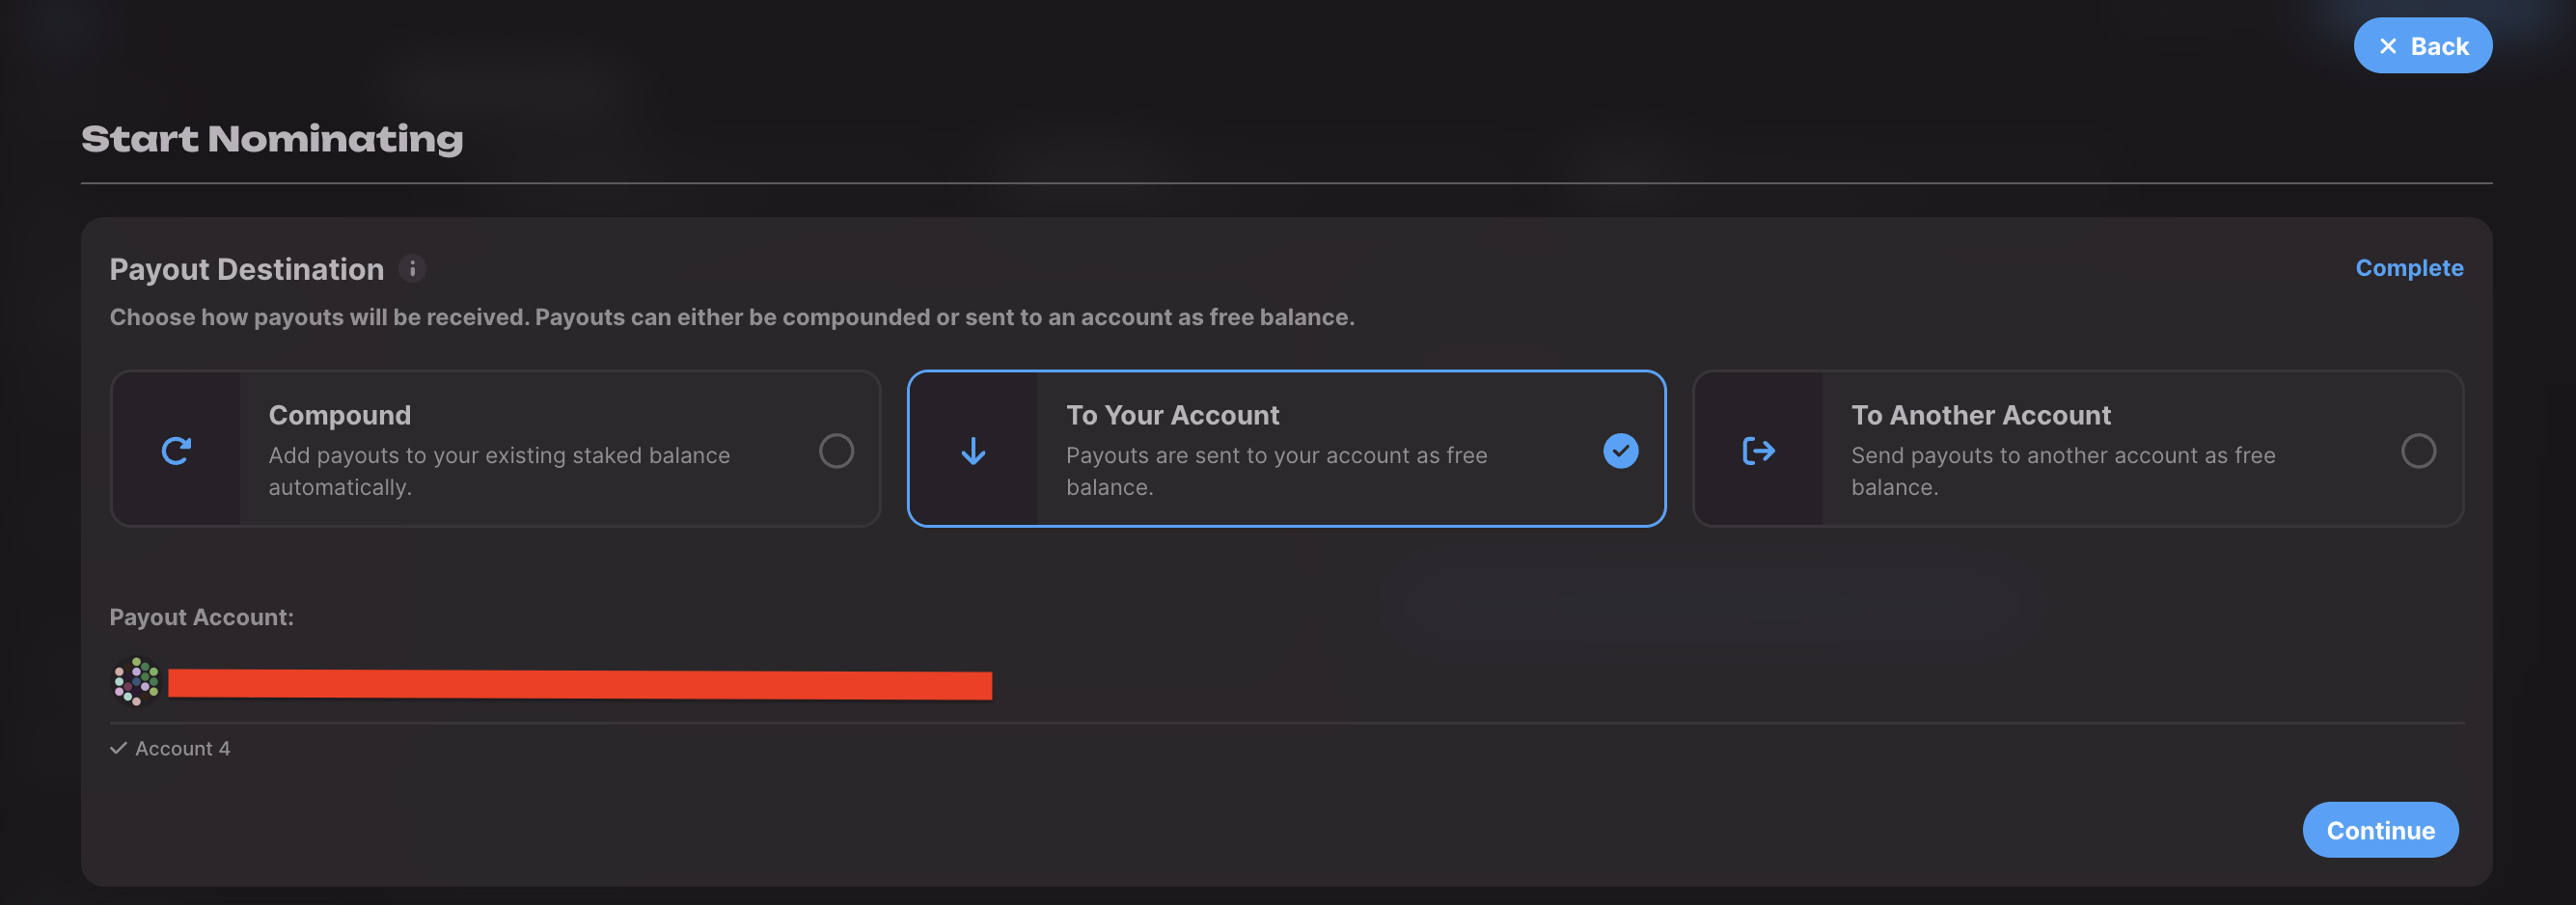 Back
Start Nominating
Payout Destination
Complete
Choose how payouts will be received. Payouts can either be compounded or sent to an account as free balance.
Compound
Add payouts to your existing staked balance
automatically.
To Your Account
Payouts are sent to your account as free
balance.
To Another Account
Send payouts to another account as free
balance.
Payout Account:
Account 4
Continue